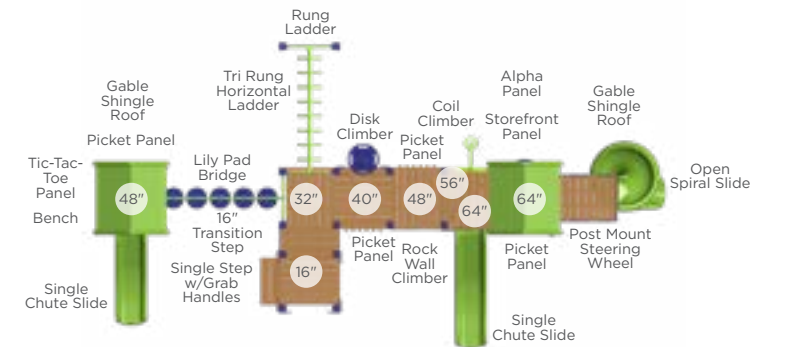 Rung
Ladder
Gable
Shingle
Roof
Tri Rung
Horizontal
Ladder
Alpha
Panel
Gable
Shingle
Roof
Coil
Climber
Disk
Climber
Storefront
Panel
Picket Panel
Picket
Panel
Tic-Tac-
Toe
Panel
Lily Pad
Bridge
Open
Spiral Slide
Bench
48"
32"
40"
48"
56"
64"
64"
16"
Transition
Step
Picket
Panel
Rock
Wall
Climber
Picket
Panel
Post Mount
Steering
Wheel
Single Step
w/Grab
Handles
16"
Single
Chute Slide
Single
Chute Slide